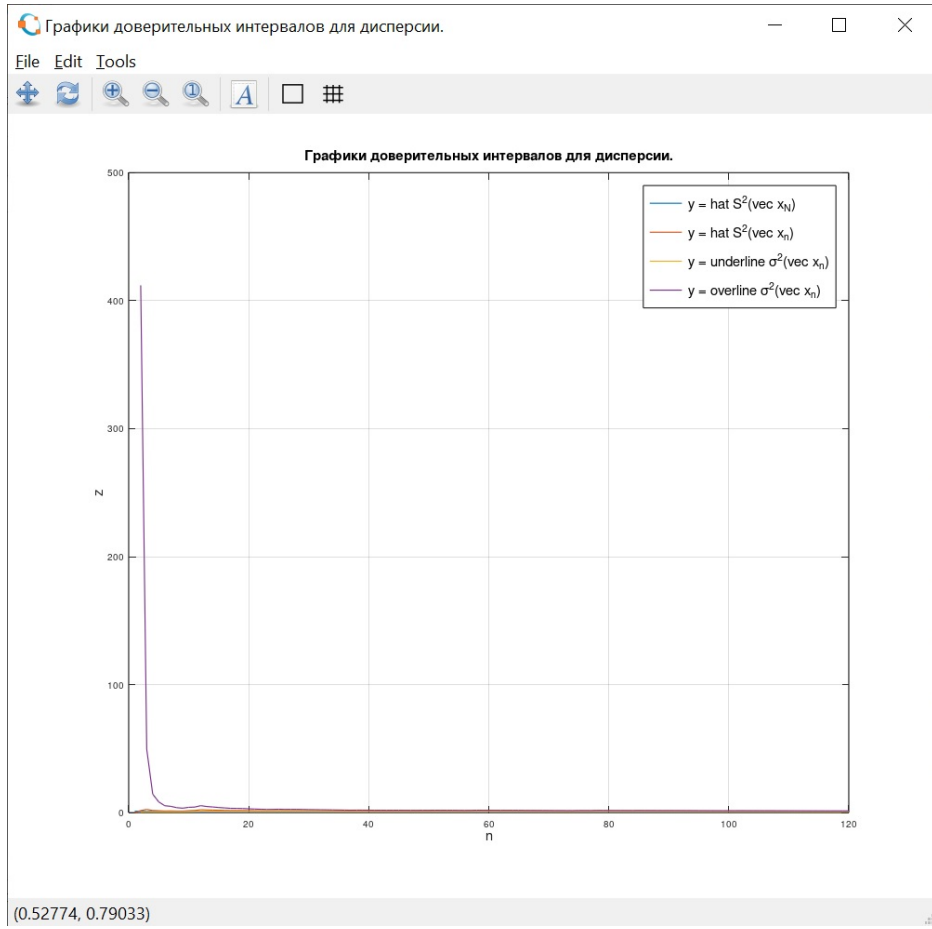 Графики доверительных интервалов для дисперсии.
File Edit Tools
Графики доверительных интервалов для дисперсии.
500
400
300
200
100
0
z
y = hat S²(vec x_N)
y = hat S²(vec x_n)
y = underline σ²(vec x_n)
y = overline σ²(vec x_n)
0 20 40 60 80 100 120
n
(0.52774, 0.79033)